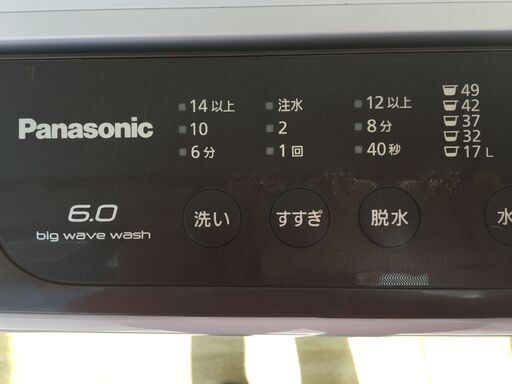 Panasonic
6.0
big wave wash
14以上
10
6分
洗い
注水
2
1回
すすぎ
12以上
8分
40秒
脱水
49
42
37
32
17L
水